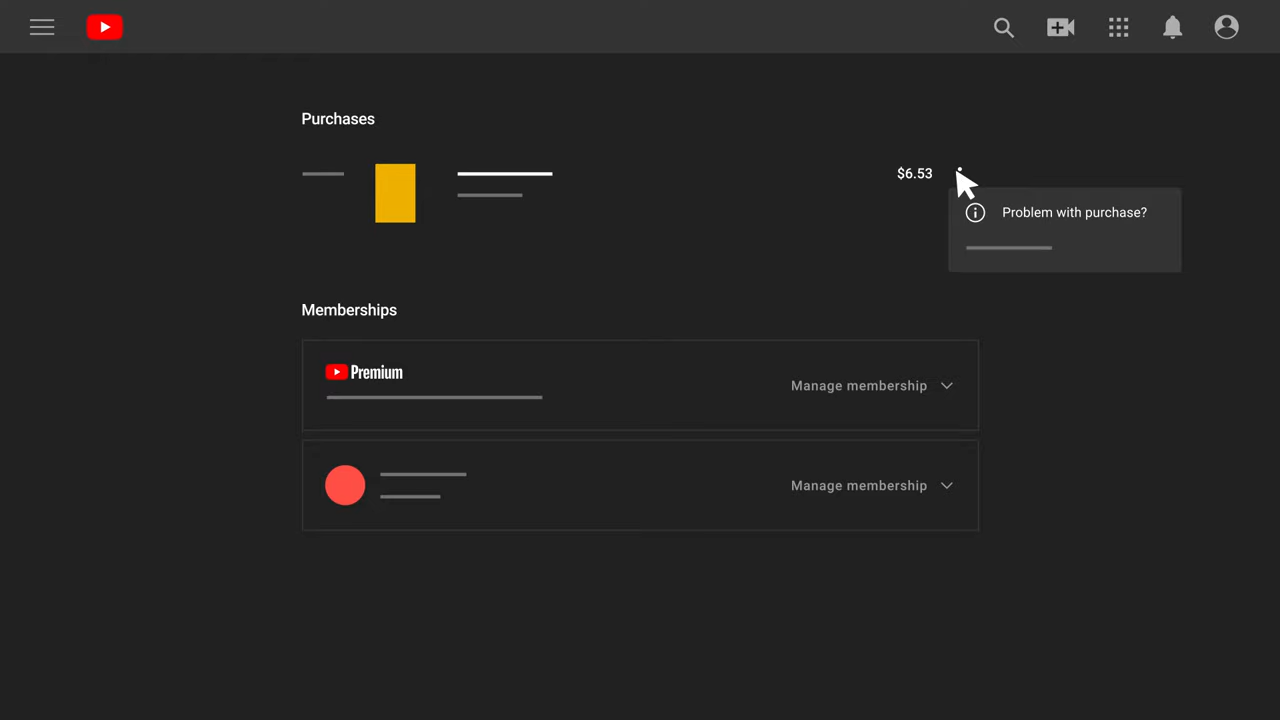 Purchases
$6.53
Problem with purchase?
Memberships
Premium
Manage membership
Manage membership